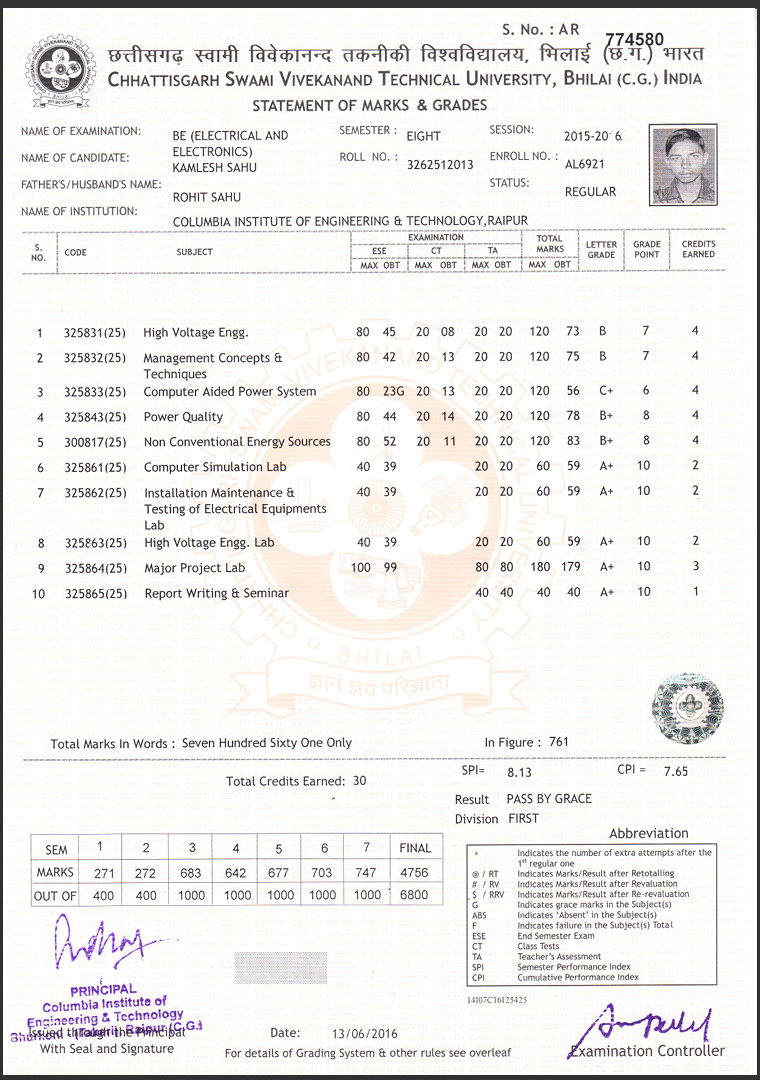 S. No. : AR 774580
छत्तीसगढ़ स्वामी विवेकानन्द तकनीकी विश्वविद्यालय, भिलाई (छ.ग.) भारत
CHHATTISGARH SWAMI VIVEKANAND TECHNICAL UNIVERSITY, BHILAI (C.G.) INDIA
STATEMENT OF MARKS & GRADES
NAME OF EXAMINATION: BE (ELECTRICAL AND ELECTRONICS) SEMESTER : EIGHT SESSION: 2015-2016
NAME OF CANDIDATE: KAMLESH SAHU ROLL NO. : 3262512013 ENROLL NO. : AL6921
FATHER'S/HUSBAND'S NAME: ROHIT SAHU STATUS: REGULAR
NAME OF INSTITUTION: COLUMBIA INSTITUTE OF ENGINEERING & TECHNOLOGY,RAIPUR
S. NO. CODE SUBJECT EXAMINATION TOTAL MARKS LETTER GRADE GRADE POINT CREDITS EARNED
ESE CT TA
MAX OBT MAX OBT MAX OBT MAX OBT
1 325831(25) High Voltage Engg. 80 45 20 08 20 20 120 73 B 7 4
2 325832(25) Management Concepts & 80 42 20 13 20 20 120 75 B 7 4
Techniques
3 325833(25) Computer Aided Power System 80 23G 20 13 20 20 120 56 C+ 6 4
4 325843(25) Power Quality 80 44 20 14 20 20 120 78 B+ 8 4
5 300817(25) Non Conventional Energy Sources 80 52 20 11 20 20 120 83 B+ 8 4
6 325861(25) Computer Simulation Lab 40 39 20 20 60 59 A+ 10 2
7 325862(25) Installation Maintenance & 40 39 20 20 60 59 A+ 10 2
Testing of Electrical Equipments
Lab
8 325863(25) High Voltage Engg. Lab 40 39 20 20 60 59 A+ 10 2
9 325864(25) Major Project Lab 100 99 80 80 180 179 A+ 10 3
10 325865(25) Report Writing & Seminar 40 40 40 40 A+ 10 1
BHILAI
ज्ञानं ज्ञेयं परिज्ञाता
Total Marks In Words : Seven Hundred Sixty One Only In Figure : 761
Total Credits Earned: 30 SPI= 8.13 CPI = 7.65
Result PASS BY GRACE
Division FIRST
SEM 1 2 3 4 5 6 7 FINAL
MARKS 271 272 683 642 677 703 747 4756
OUT OF 400 400 1000 1000 1000 1000 1000 6800
Abbreviation
* Indicates the number of extra attempts after the
1st regular one
@ / RT Indicates Marks/Result after Retotalling
# / RV Indicates Marks/Result after Revaluation
$ / RRV Indicates Marks/Result after Re-revaluation
G Indicates grace marks in the Subject(s)
ABS Indicates 'Absent' in the Subject(s)
F Indicates failure in the Subject(s) Total
ESE End Semester Exam
CT Class Tests
TA Teacher's Assessment
SPI Semester Performance Index
CPI Cumulative Performance Index
14I07C16125425
PRINCIPAL
Columbia Institute of
Engineering & Technology
Tekari, Raipur (C.G.)
Issued through the Principal
With Seal and Signature
Date: 13/06/2016
For details of Grading System & other rules see overleaf
Examination Controller